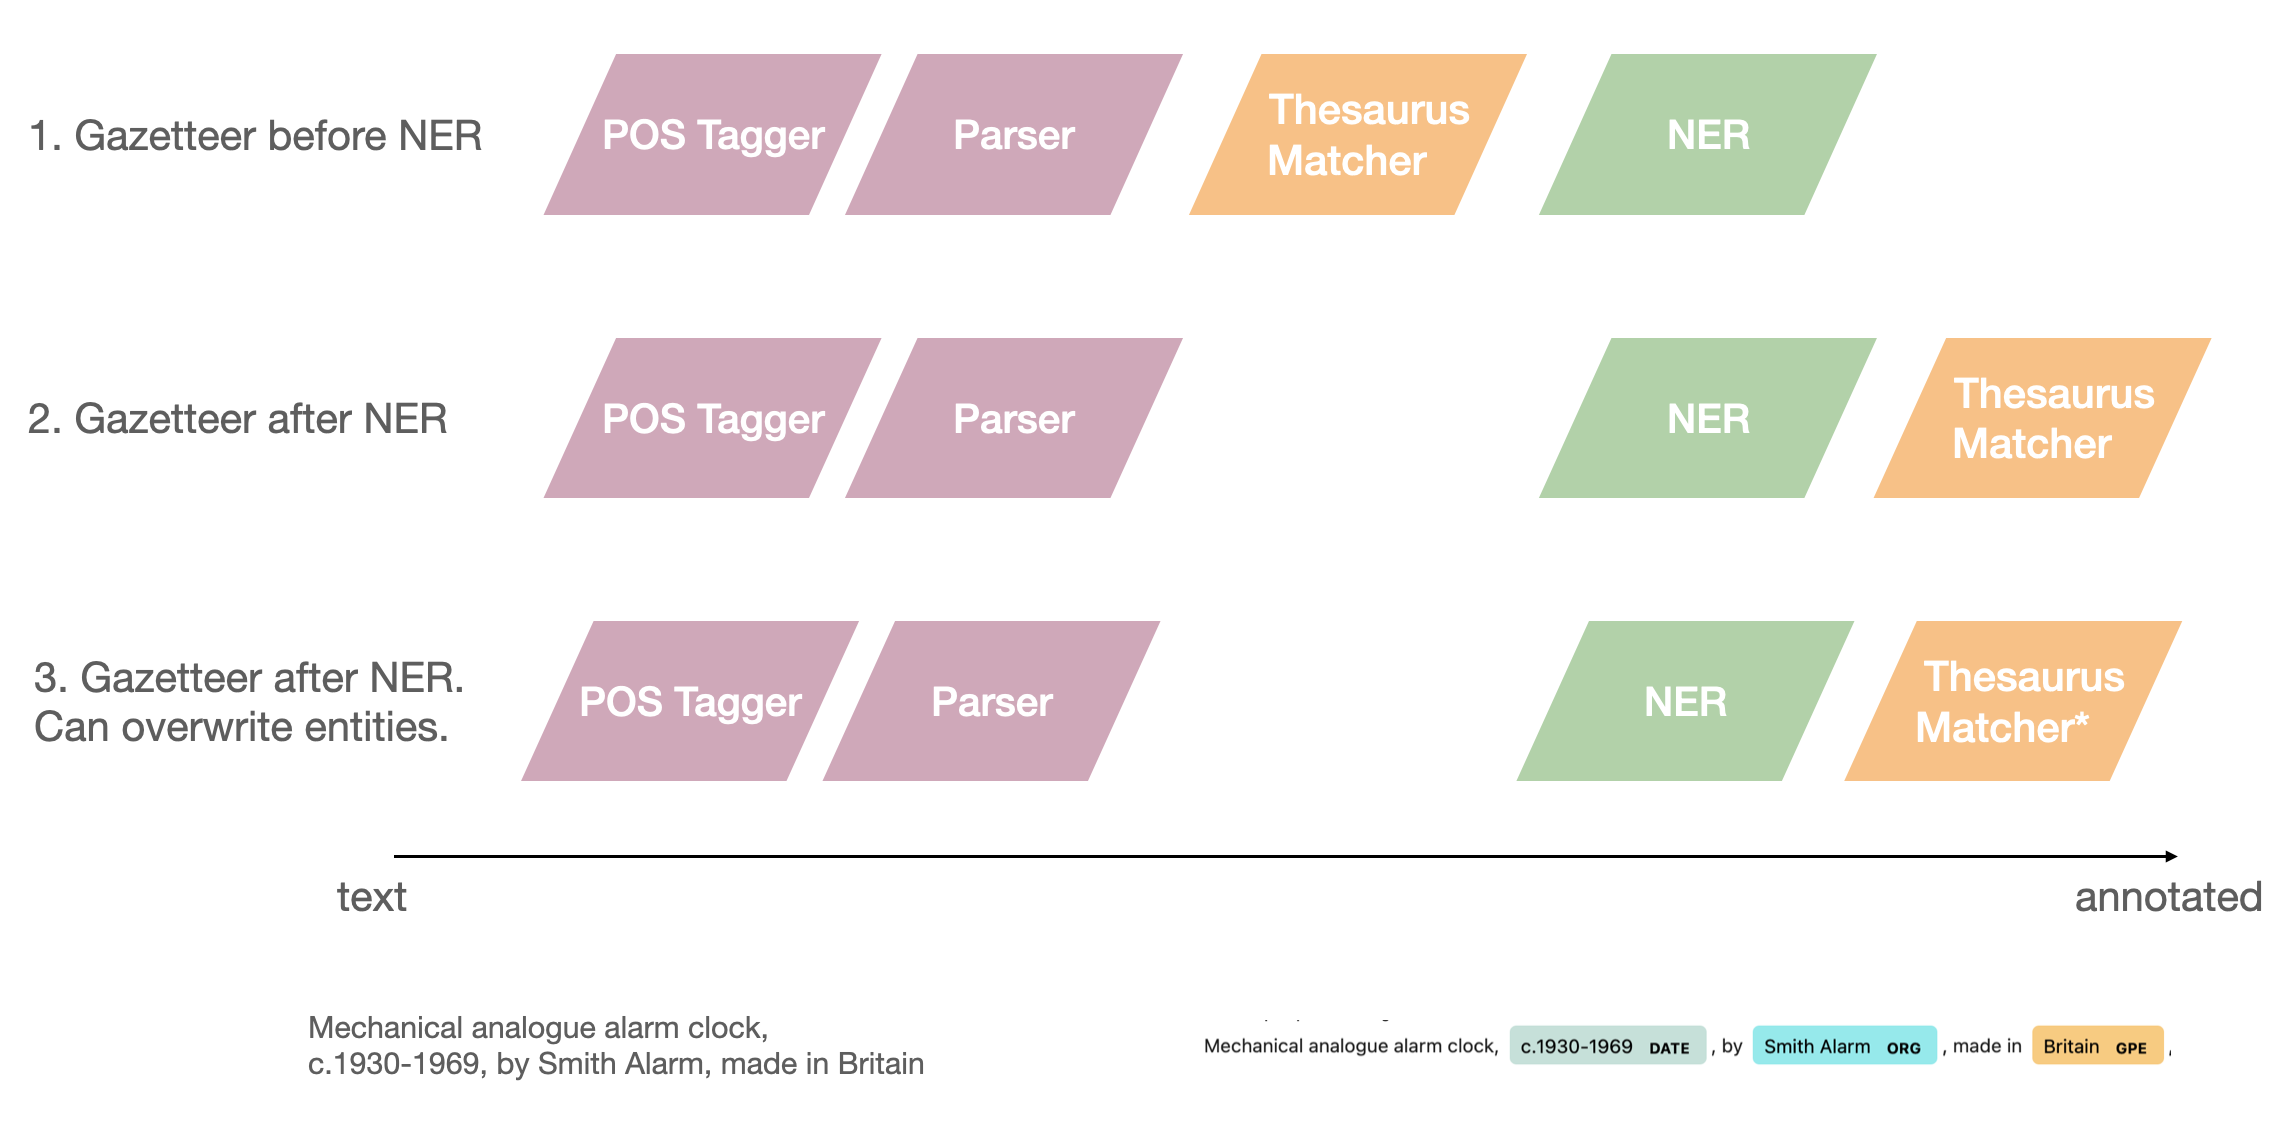 1. Gazetteer before NER
POS Tagger
Parser
Thesaurus
Matcher
NER
2. Gazetteer after NER
POS Tagger
Parser
NER
Thesaurus
Matcher
3. Gazetteer after NER.
Can overwrite entities.
POS Tagger
Parser
NER
Thesaurus
Matcher*
text
annotated
Mechanical analogue alarm clock,
c.1930-1969, by Smith Alarm, made in Britain
Mechanical analogue alarm clock, c.1930-1969 DATE , by Smith Alarm ORG , made in Britain GPE ,